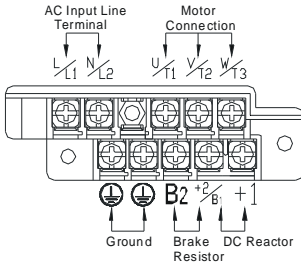 AC Input Line Motor
Terminal Connection
L/L1 N/L2 U/T1 V/T2 W/T3
B2 +2/B1 +1
Ground Brake DC Reactor
Resistor